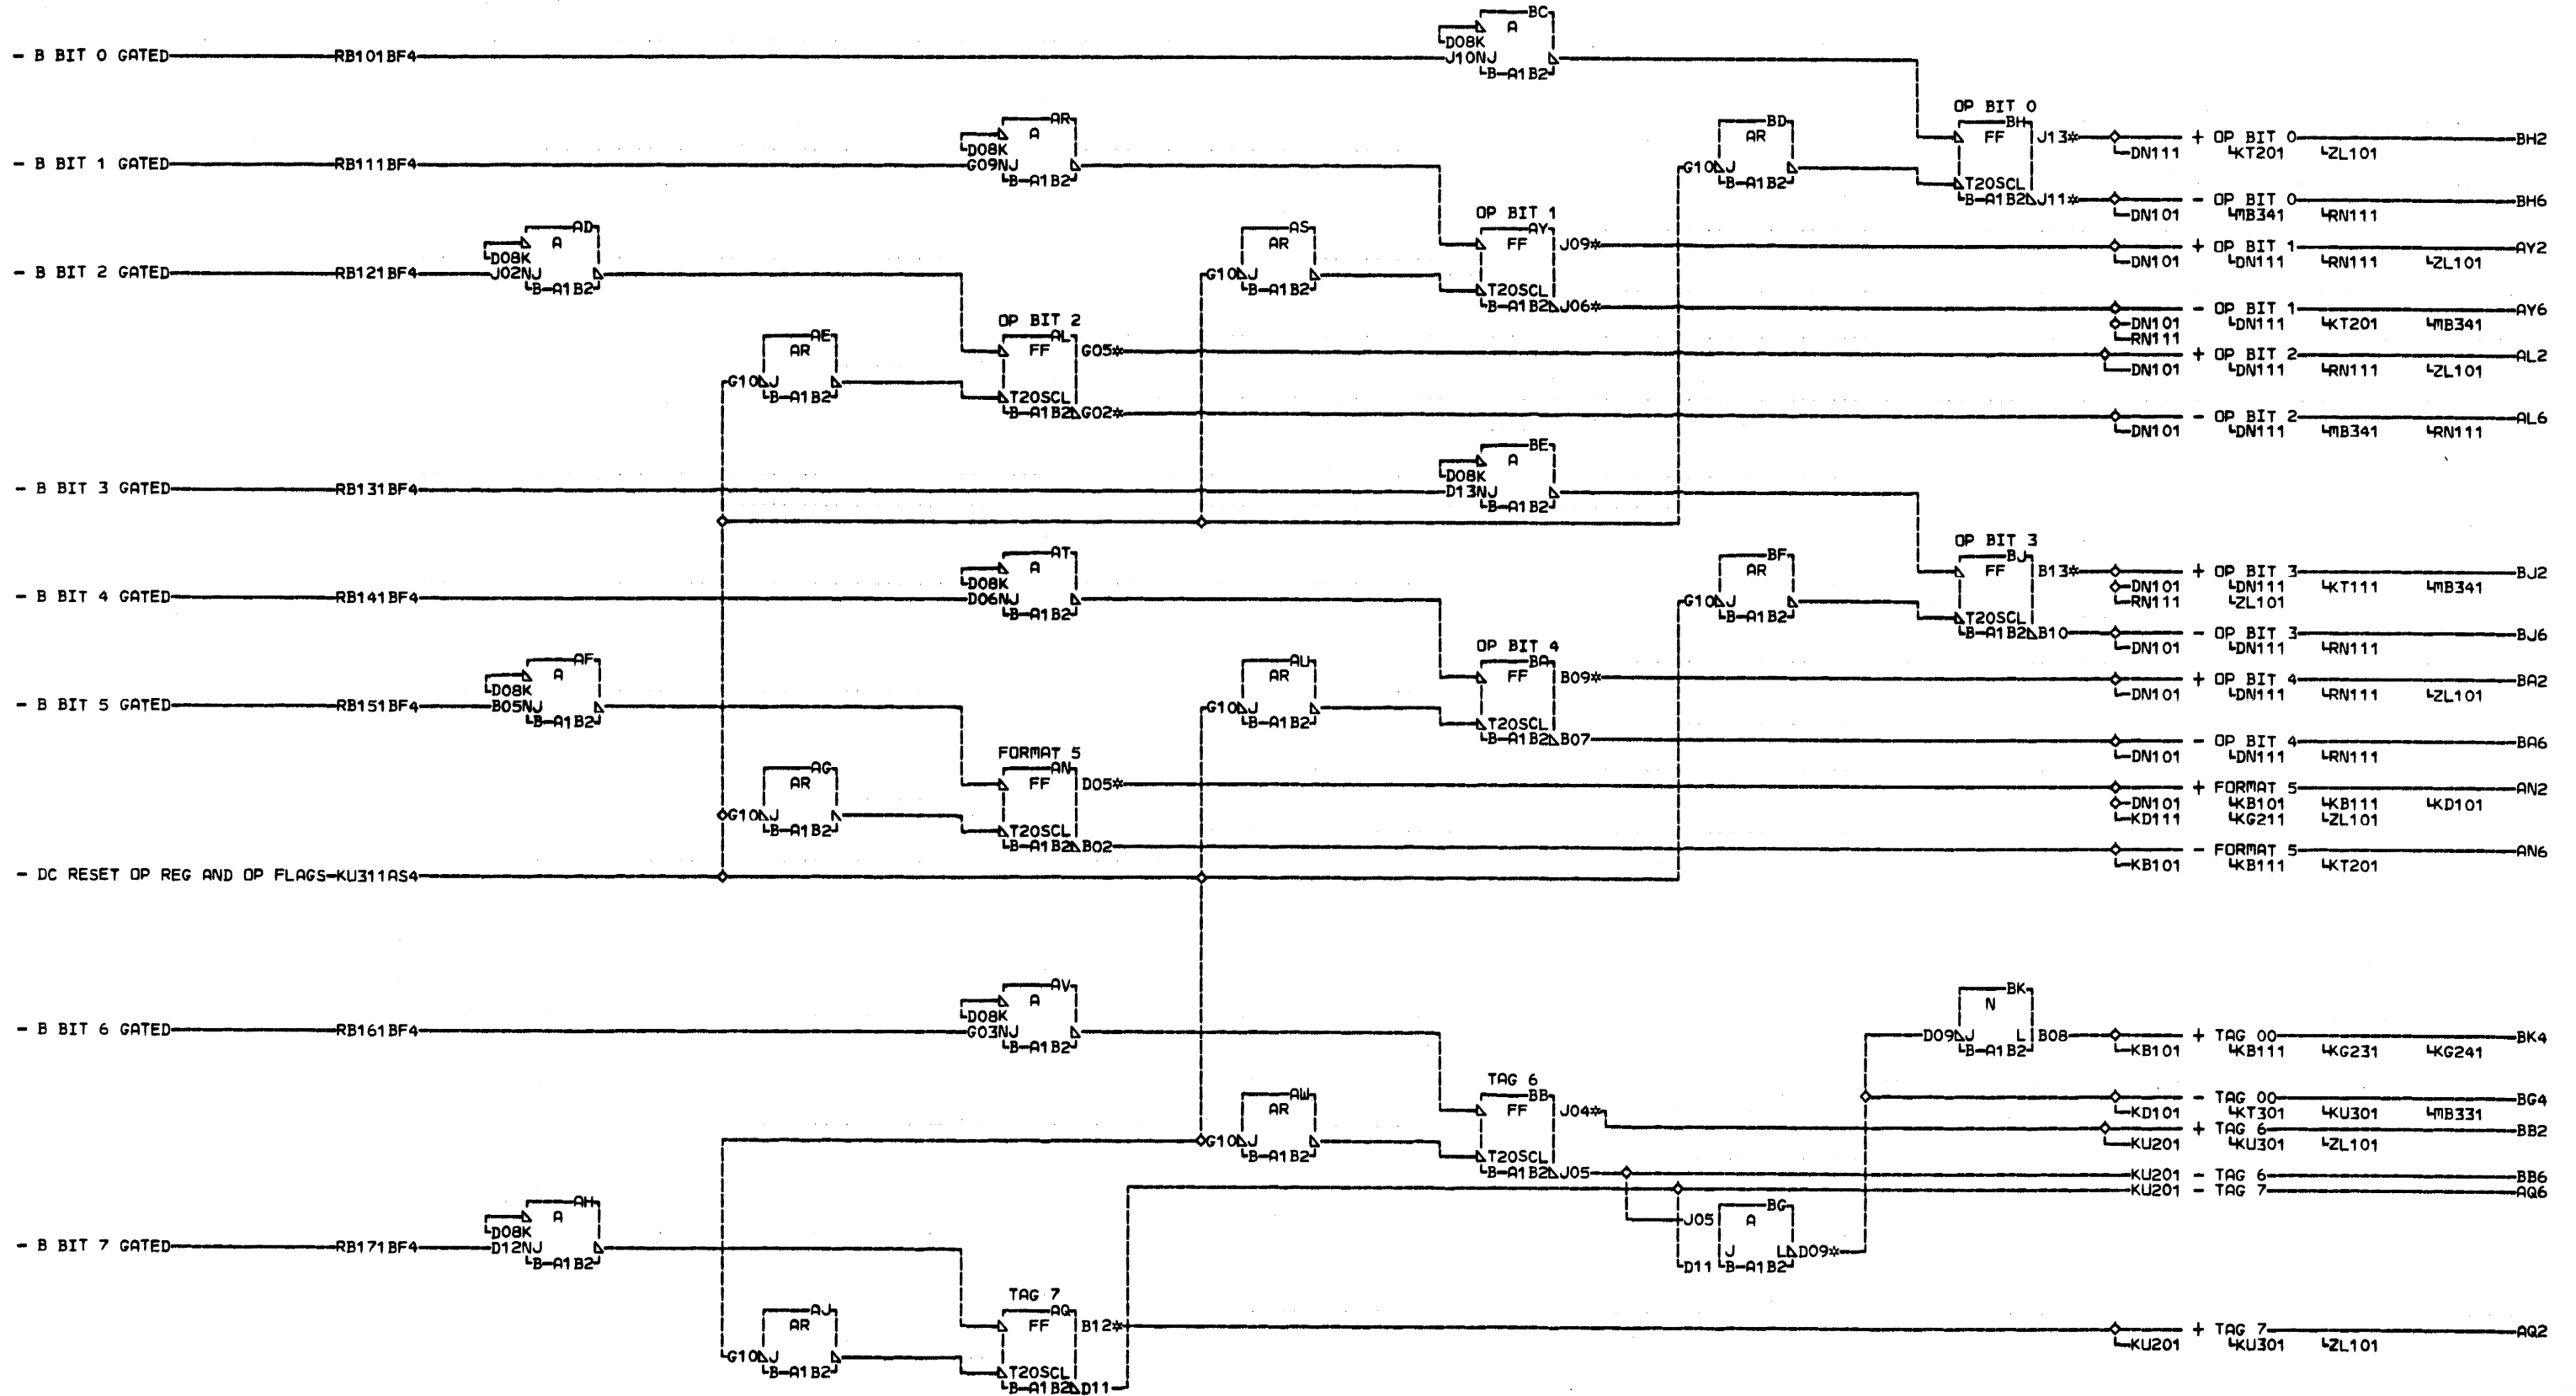 BC
A
D08K
- B BIT 0 GATED RB101BF4 J10NJ
B-A1B2
OP BIT 0
AR BD BH
A AR FF J13* + OP BIT 0 BH2
D08K DN111 KT201 ZL101
- B BIT 1 GATED RB111BF4 G09NJ G10 J
B-A1B2 B-A1B2 T20SCL
B-A1B2 J11* - OP BIT 0 BH6
OP BIT 1 DN101 MB341 RN111
AD AS AY
A AR FF J09* + OP BIT 1 AY2
D08K DN101 DN111 RN111 ZL101
- B BIT 2 GATED RB121BF4 J02NJ G10 J
B-A1B2 B-A1B2 T20SCL
B-A1B2 J06* - OP BIT 1 AY6
OP BIT 2 DN101 DN111 KT201 MB341
AE AL RN111
AR FF G05* + OP BIT 2 AL2
DN101 DN111 RN111 ZL101
G10 J
B-A1B2 T20SCL
B-A1B2 G02* - OP BIT 2 AL6
DN101 DN111 MB341 RN111
BE
A
D08K
- B BIT 3 GATED RB131BF4 D13NJ
B-A1B2
OP BIT 3
AT BF BJ
A AR FF B13* + OP BIT 3 BJ2
D08K DN101 DN111 KT111 MB341
- B BIT 4 GATED RB141BF4 D06NJ G10 J RN111 ZL101
B-A1B2 B-A1B2 T20SCL
B-A1B2 B10 - OP BIT 3 BJ6
OP BIT 4 DN101 DN111 RN111
AF AU BA
A AR FF B09* + OP BIT 4 BA2
D08K DN101 DN111 RN111 ZL101
- B BIT 5 GATED RB151BF4 B05NJ G10 J
B-A1B2 B-A1B2 T20SCL
B-A1B2 B07 - OP BIT 4 BA6
FORMAT 5 DN101 DN111 RN111
AG AN
AR FF D05* + FORMAT 5 AN2
DN101 KB101 KB111 KD101
G10 J KD111 KG211 ZL101
B-A1B2 T20SCL
B-A1B2 B02 - FORMAT 5 AN6
KB101 KB111 KT201
- DC RESET OP REG AND OP FLAGS KU311AS4
AV BK
A N
D08K
- B BIT 6 GATED RB161BF4 G03NJ D09 J L B08 + TAG 00 BK4
B-A1B2 B-A1B2 KB101 KB111 KG231 KG241
TAG 6
AW BB - TAG 00 BG4
AR FF J04* KD101 KT301 KU301 MB331
+ TAG 6 BB2
G10 J KU201 KU301 ZL101
B-A1B2 T20SCL
B-A1B2 J05 KU201 - TAG 6 BB6
KU201 - TAG 7 AQ6
AH BG
A J05 A
D08K
- B BIT 7 GATED RB171BF4 D12NJ J L D09*
B-A1B2 D11 B-A1B2
TAG 7
AJ AQ
AR FF B12* + TAG 7 AQ2
KU201 KU301 ZL101
G10 J
B-A1B2 T20SCL
B-A1B2 D11